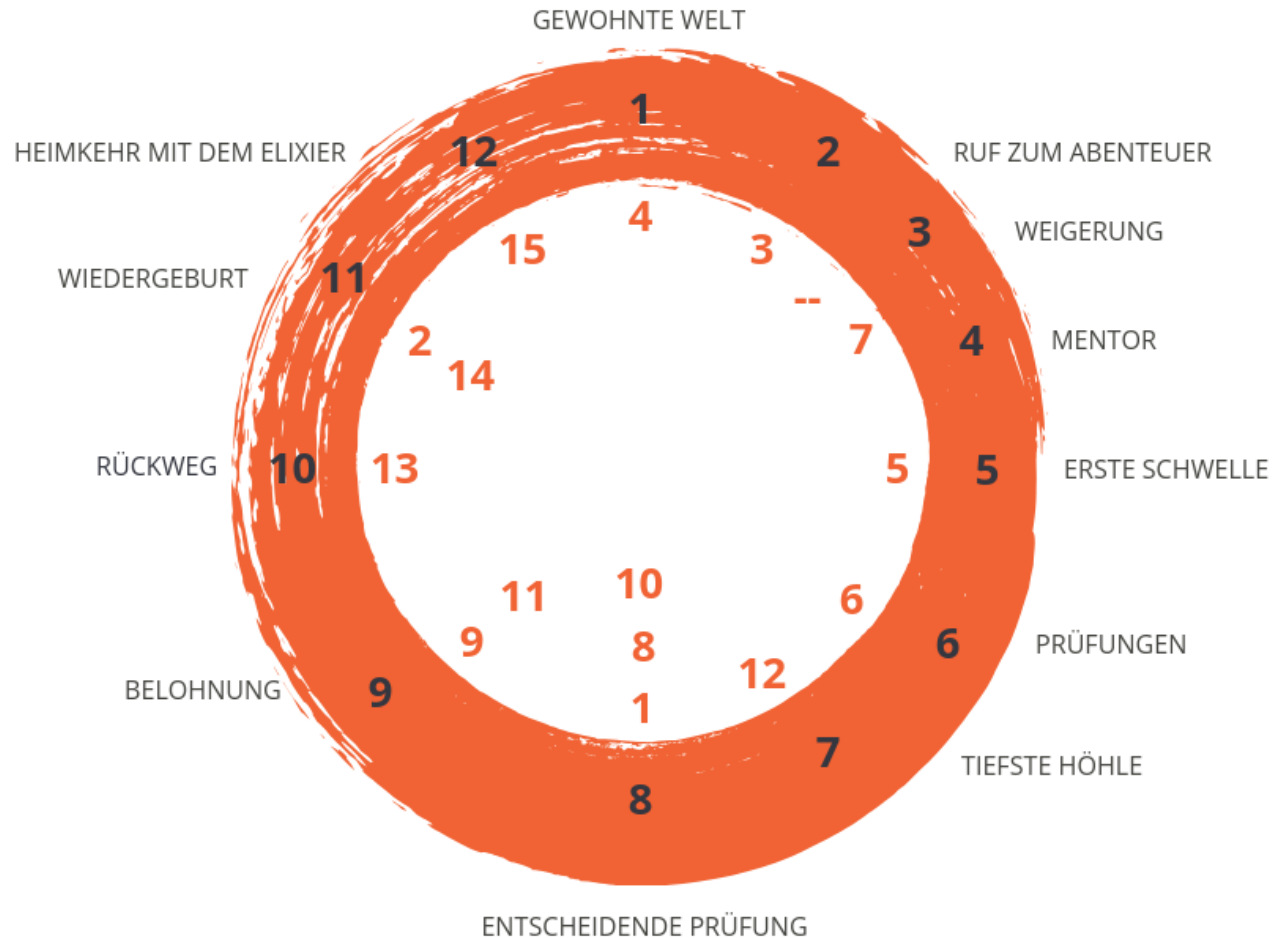 GEWOHNTE WELT
1
HEIMKEHR MIT DEM ELIXIER
12
2
RUF ZUM ABENTEUER
4
15
3
3
WEIGERUNG
WIEDERGEBURT
11
--
2
7
4
MENTOR
14
RÜCKWEG
10
13
5
5
ERSTE SCHWELLE
10
11
6
9
8
6
PRÜFUNGEN
12
BELOHNUNG
9
1
7
TIEFSTE HÖHLE
8
ENTSCHEIDENDE PRÜFUNG